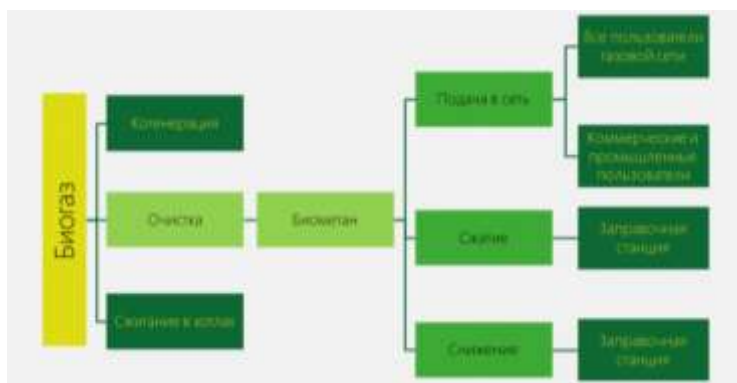 Биогаз
Когенерация
Очистка
Сжигание в котлах
Биометан
Подача в сеть
Сжатие
Снижение
Все пользователи
газовой сети
Коммерческие и
промышленные
пользователи
Заправочная
станция
Заправочная
станция